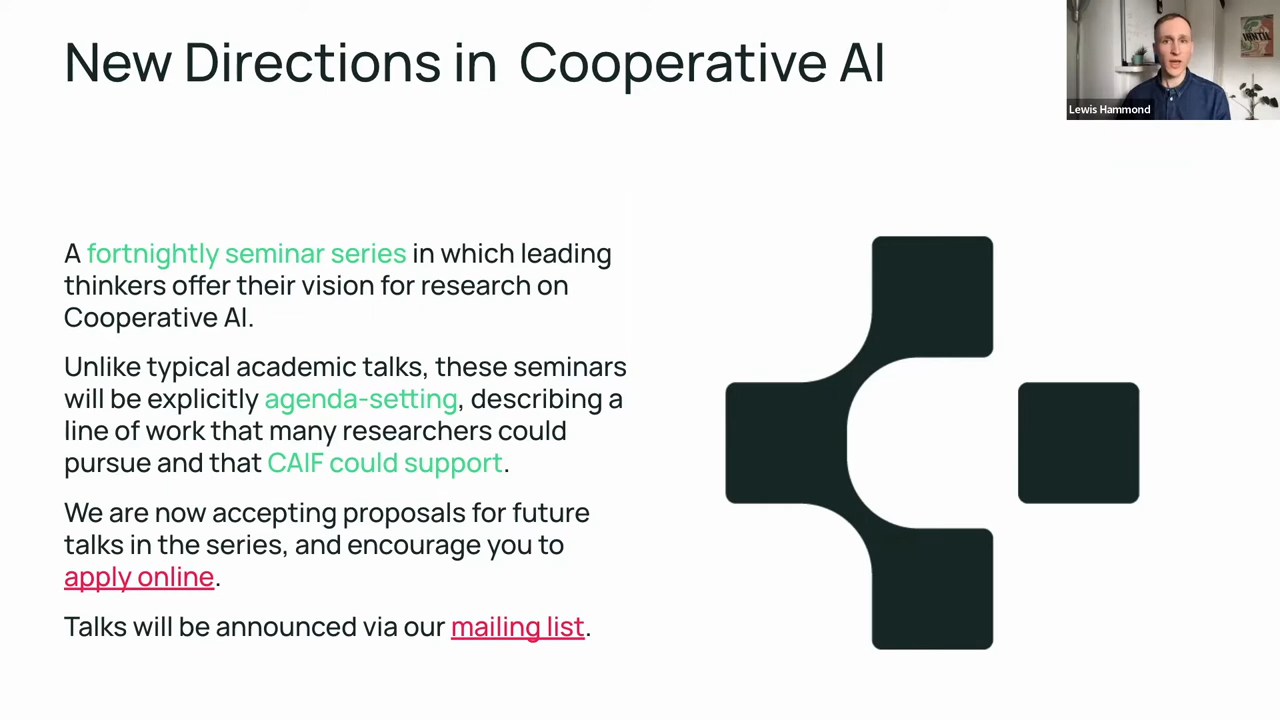 New Directions in Cooperative AI
Lewis Hammond
A fortnightly seminar series in which leading
thinkers offer their vision for research on
Cooperative AI.
Unlike typical academic talks, these seminars
will be explicitly agenda-setting, describing a
line of work that many researchers could
pursue and that CAIF could support.
We are now accepting proposals for future
talks in the series, and encourage you to
apply online.
Talks will be announced via our mailing list.